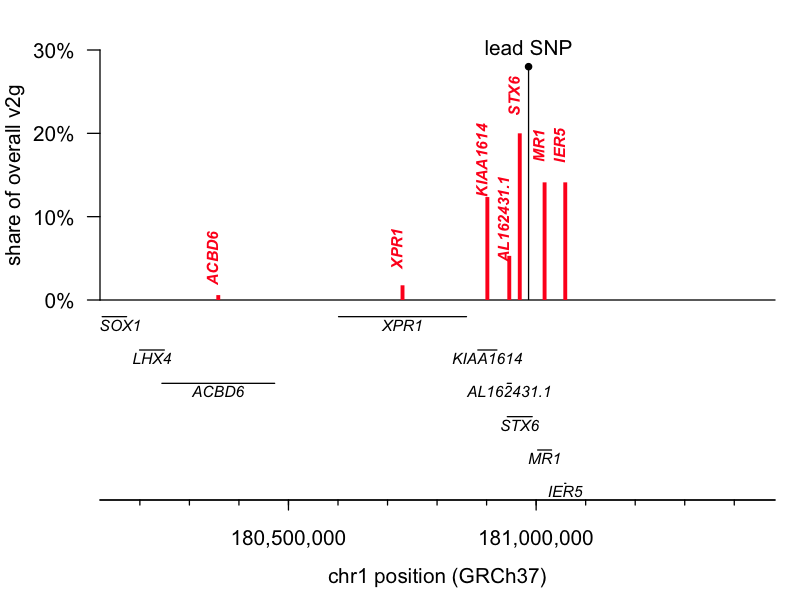 lead SNP
30%
20%
10%
0%
share of overall v2g
ACBD6
XPR1
KIAA1614
AL162431.1
STX6
MR1
IER5
SOX1
XPR1
LHX4
KIAA1614
ACBD6
AL162431.1
STX6
MR1
IER5
180,500,000
181,000,000
chr1 position (GRCh37)